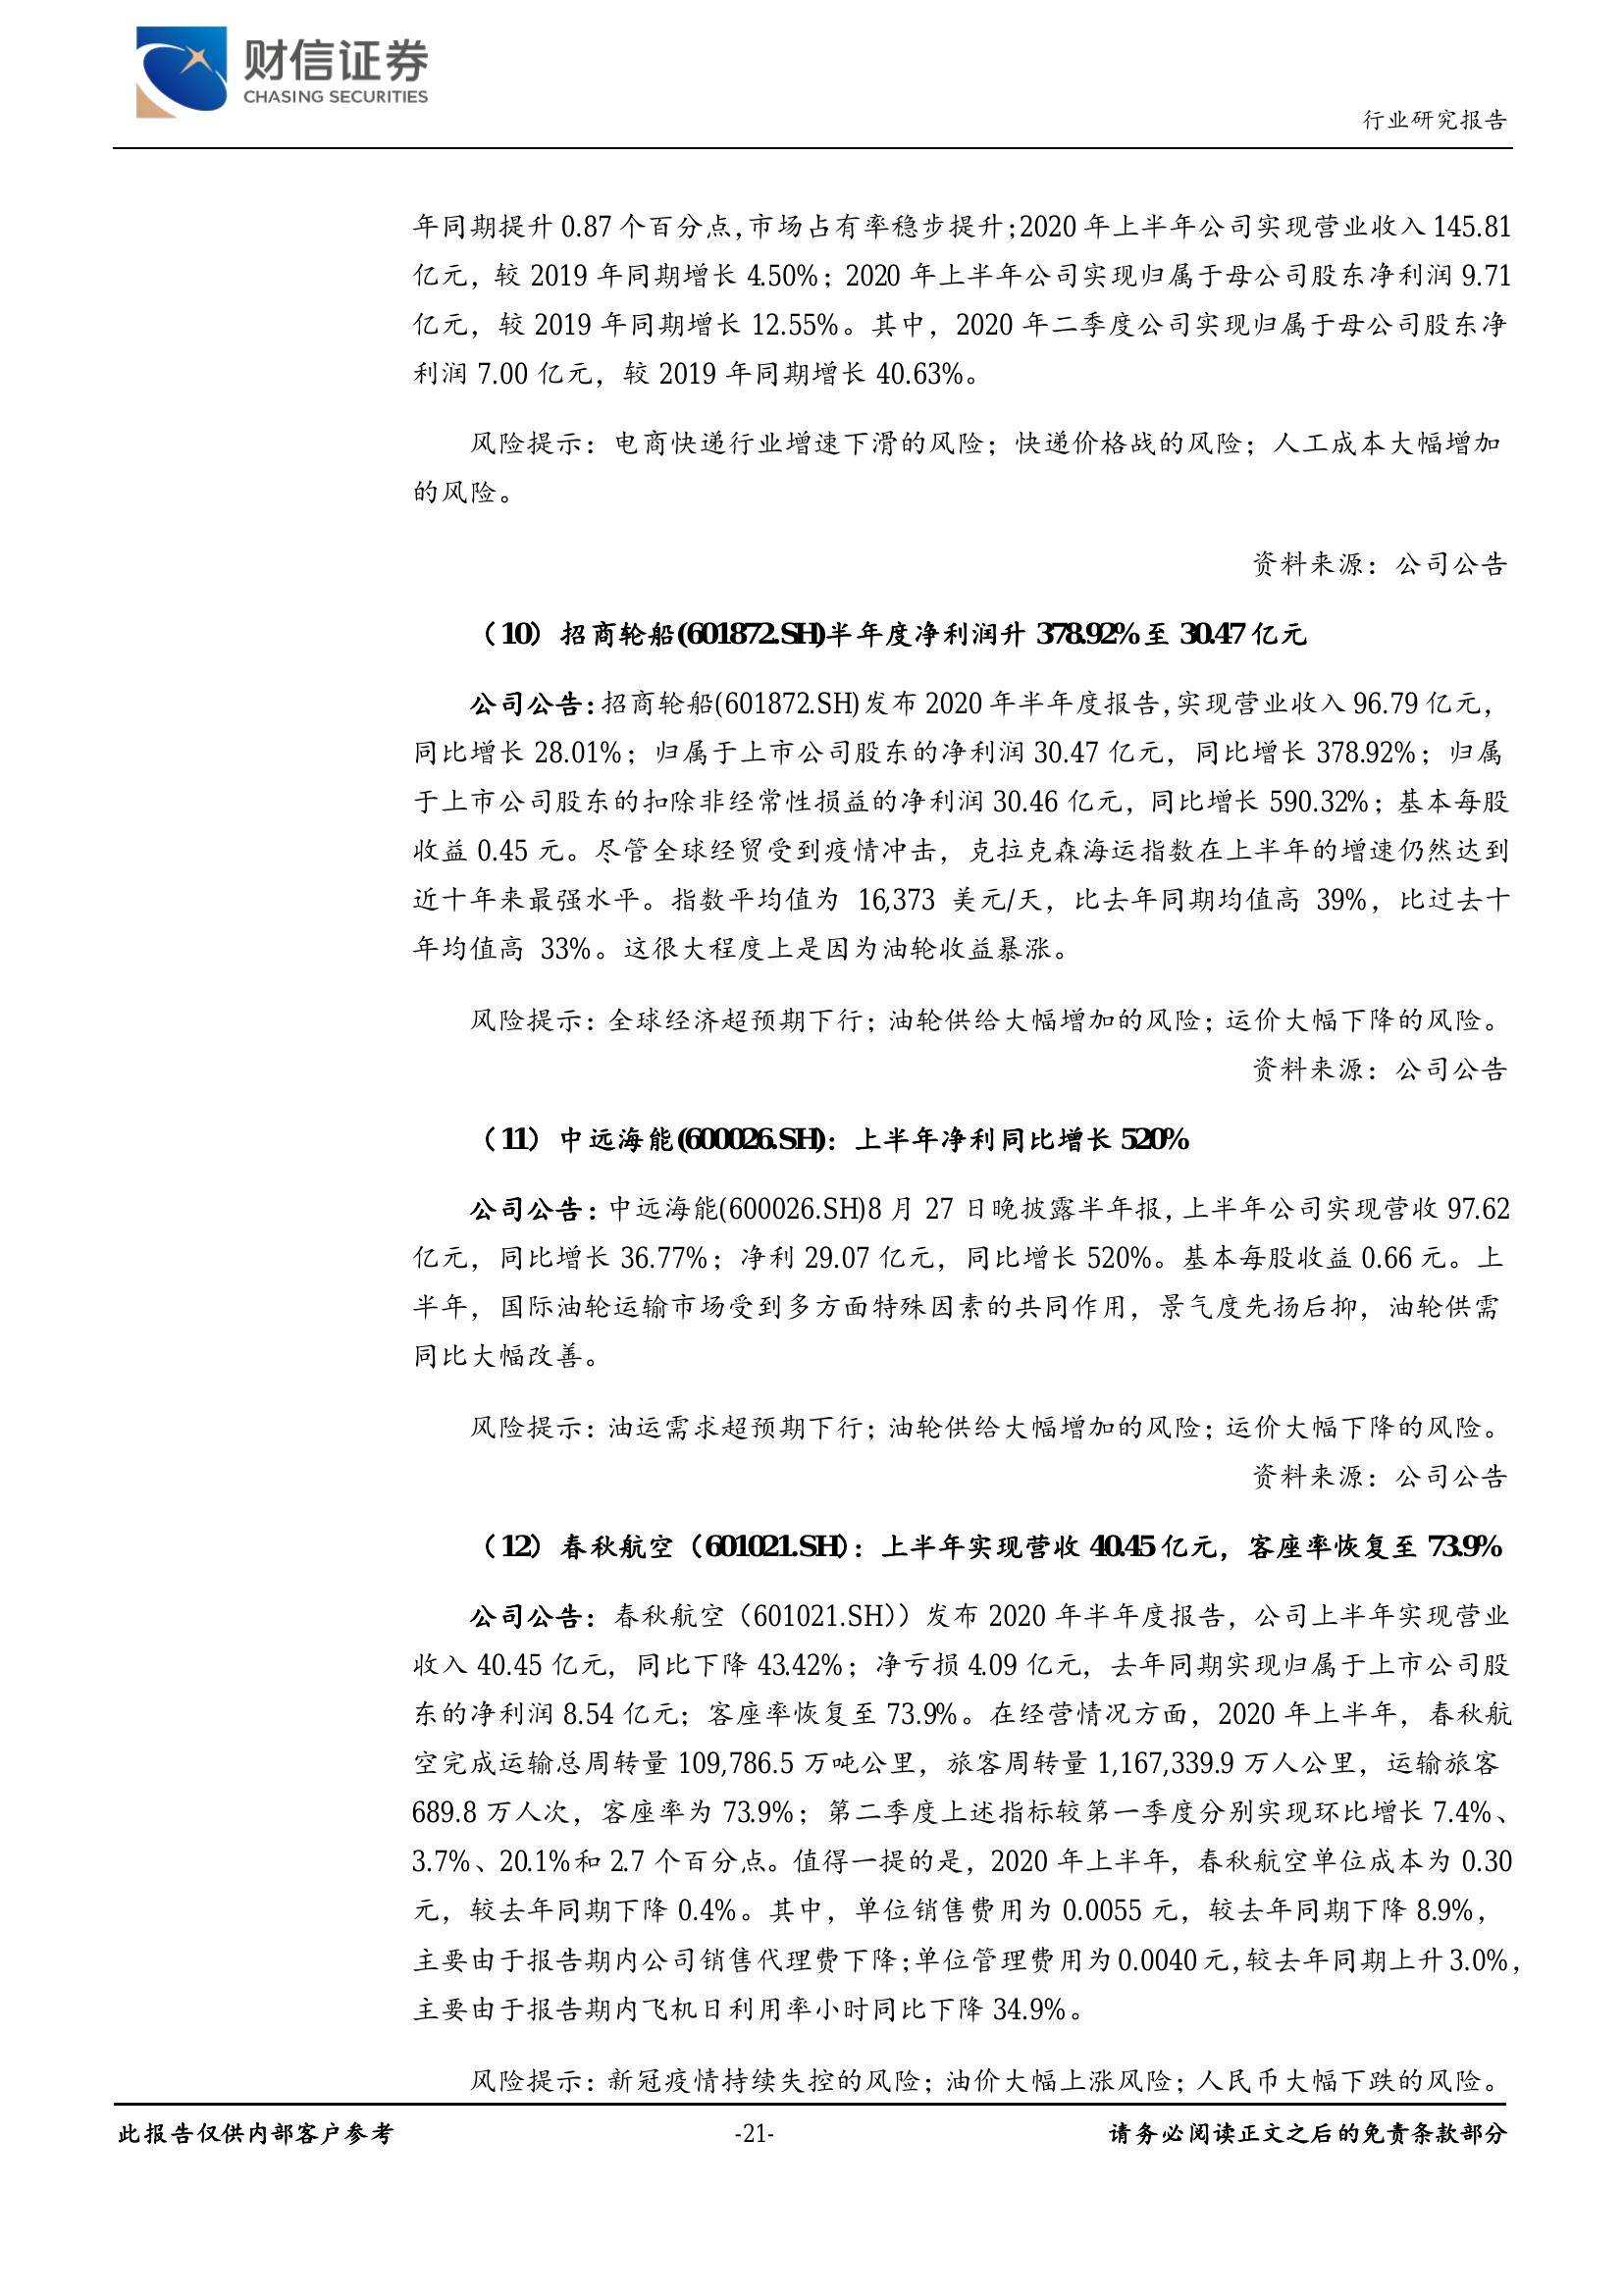 财信证券
CHASING SECURITIES
行业研究报告
年同期提升 0.87 个百分点,市场占有率稳步提升;2020 年上半年公司实现营业收入 145.81
亿元，较 2019 年同期增长 4.50%；2020 年上半年公司实现归属于母公司股东净利润 9.71
亿元，较 2019 年同期增长 12.55%。其中，2020 年二季度公司实现归属于母公司股东净
利润 7.00 亿元，较 2019 年同期增长 40.63%。
风险提示：电商快递行业增速下滑的风险；快递价格战的风险；人工成本大幅增加
的风险。
资料来源：公司公告
（10）招商轮船(601872.SH)半年度净利润升 378.92%至 30.47 亿元
公司公告:招商轮船(601872.SH)发布 2020 年半年度报告,实现营业收入 96.79 亿元，
同比增长 28.01%；归属于上市公司股东的净利润 30.47 亿元，同比增长 378.92%；归属
于上市公司股东的扣除非经常性损益的净利润 30.46 亿元，同比增长 590.32%；基本每股
收益 0.45 元。尽管全球经贸受到疫情冲击，克拉克森海运指数在上半年的增速仍然达到
近十年来最强水平。指数平均值为 16,373 美元/天，比去年同期均值高 39%，比过去十
年均值高 33%。这很大程度上是因为油轮收益暴涨。
风险提示：全球经济超预期下行；油轮供给大幅增加的风险；运价大幅下降的风险。
资料来源：公司公告
（11）中远海能(600026.SH)：上半年净利同比增长 520%
公司公告：中远海能(600026.SH)8 月 27 日晚披露半年报，上半年公司实现营收 97.62
亿元，同比增长 36.77%；净利 29.07 亿元，同比增长 520%。基本每股收益 0.66 元。上
半年，国际油轮运输市场受到多方面特殊因素的共同作用，景气度先扬后抑，油轮供需
同比大幅改善。
风险提示：油运需求超预期下行；油轮供给大幅增加的风险；运价大幅下降的风险。
资料来源：公司公告
（12）春秋航空（601021.SH）：上半年实现营收 40.45 亿元，客座率恢复至 73.9%
公司公告：春秋航空（601021.SH））发布 2020 年半年度报告，公司上半年实现营业
收入 40.45 亿元，同比下降 43.42%；净亏损 4.09 亿元，去年同期实现归属于上市公司股
东的净利润 8.54 亿元；客座率恢复至 73.9%。在经营情况方面，2020 年上半年，春秋航
空完成运输总周转量 109,786.5 万吨公里，旅客周转量 1,167,339.9 万人公里，运输旅客
689.8 万人次，客座率为 73.9%；第二季度上述指标较第一季度分别实现环比增长 7.4%、
3.7%、20.1%和 2.7 个百分点。值得一提的是，2020 年上半年，春秋航空单位成本为 0.30
元，较去年同期下降 0.4%。其中，单位销售费用为 0.0055 元，较去年同期下降 8.9%，
主要由于报告期内公司销售代理费下降;单位管理费用为 0.0040 元,较去年同期上升 3.0%，
主要由于报告期内飞机日利用率小时同比下降 34.9%。
风险提示：新冠疫情持续失控的风险；油价大幅上涨风险；人民币大幅下跌的风险。
此报告仅供内部客户参考
-21-
请务必阅读正文之后的免责条款部分